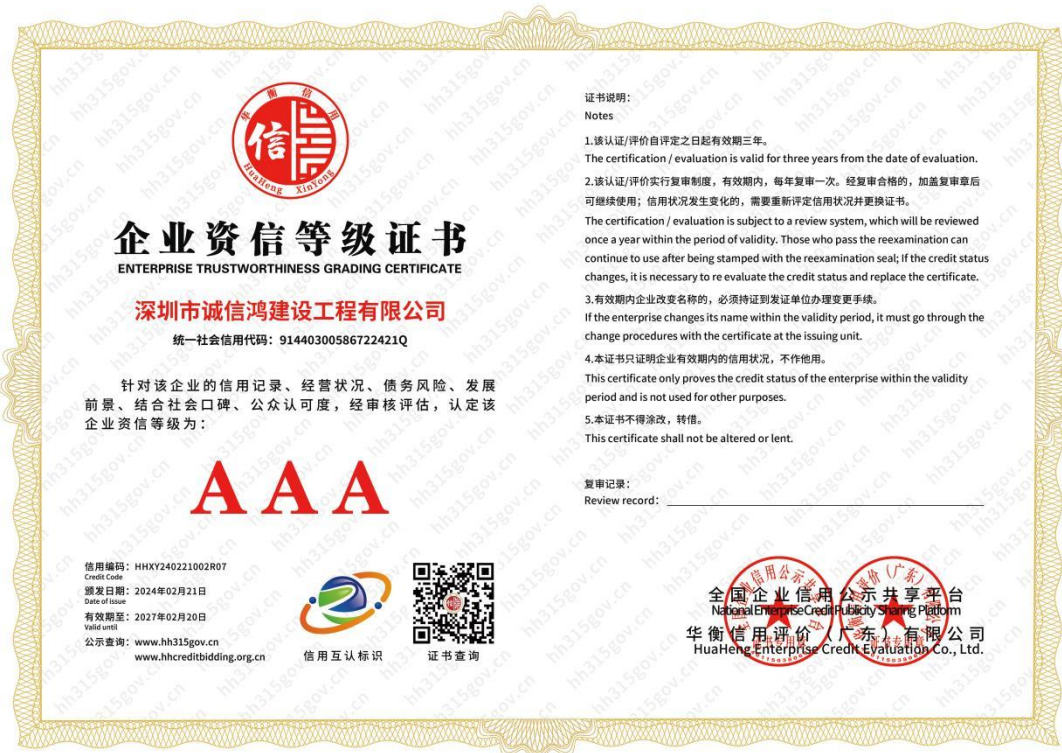 华衡信用
信
HuaHeng XinYong
企业资信等级证书
ENTERPRISE TRUSTWORTHINESS GRADING CERTIFICATE
深圳市诚信鸿建设工程有限公司
统一社会信用代码：91440300586722421Q
针对该企业的信用记录、经营状况、债务风险、发展
前景、结合社会口碑、公众认可度，经审核评估，认定该
企业资信等级为：
AAA
信用编码：HHXY240221002R07
Credit Code
颁发日期：2024年02月21日
Date of issue
有效期至：2027年02月20日
Valid until
公示查询：www.hh315gov.cn
www.hhcreditbidding.org.cn
信用互认标识
证书查询
证书说明：
Notes
1.该认证/评价自评定之日起有效期三年。
The certification / evaluation is valid for three years from the date of evaluation.
2.该认证/评价实行复审制度，有效期内，每年复审一次。经复审合格的，加盖复审章后
可继续使用；信用状况发生变化的，需要重新评定信用状况并更换证书。
The certification / evaluation is subject to a review system, which will be reviewed
once a year within the period of validity. Those who pass the reexamination can
continue to use after being stamped with the reexamination seal; If the credit status
changes, it is necessary to re evaluate the credit status and replace the certificate.
3.有效期内企业改变名称的，必须持证到发证单位办理变更手续。
If the enterprise changes its name within the validity period, it must go through the
change procedures with the certificate at the issuing unit.
4.本证书只证明企业有效期内的信用状况，不作他用。
This certificate only proves the credit status of the enterprise within the validity
period and is not used for other purposes.
5.本证书不得涂改，转借。
This certificate shall not be altered or lent.
复审记录：
Review record:
全国企业信用公示共享平台
National Enterprise Credit Publicity Sharing Platform
华衡信用评价（广东）有限公司
HuaHeng Enterprise Credit Evaluation Co., Ltd.
hh315gov.cn